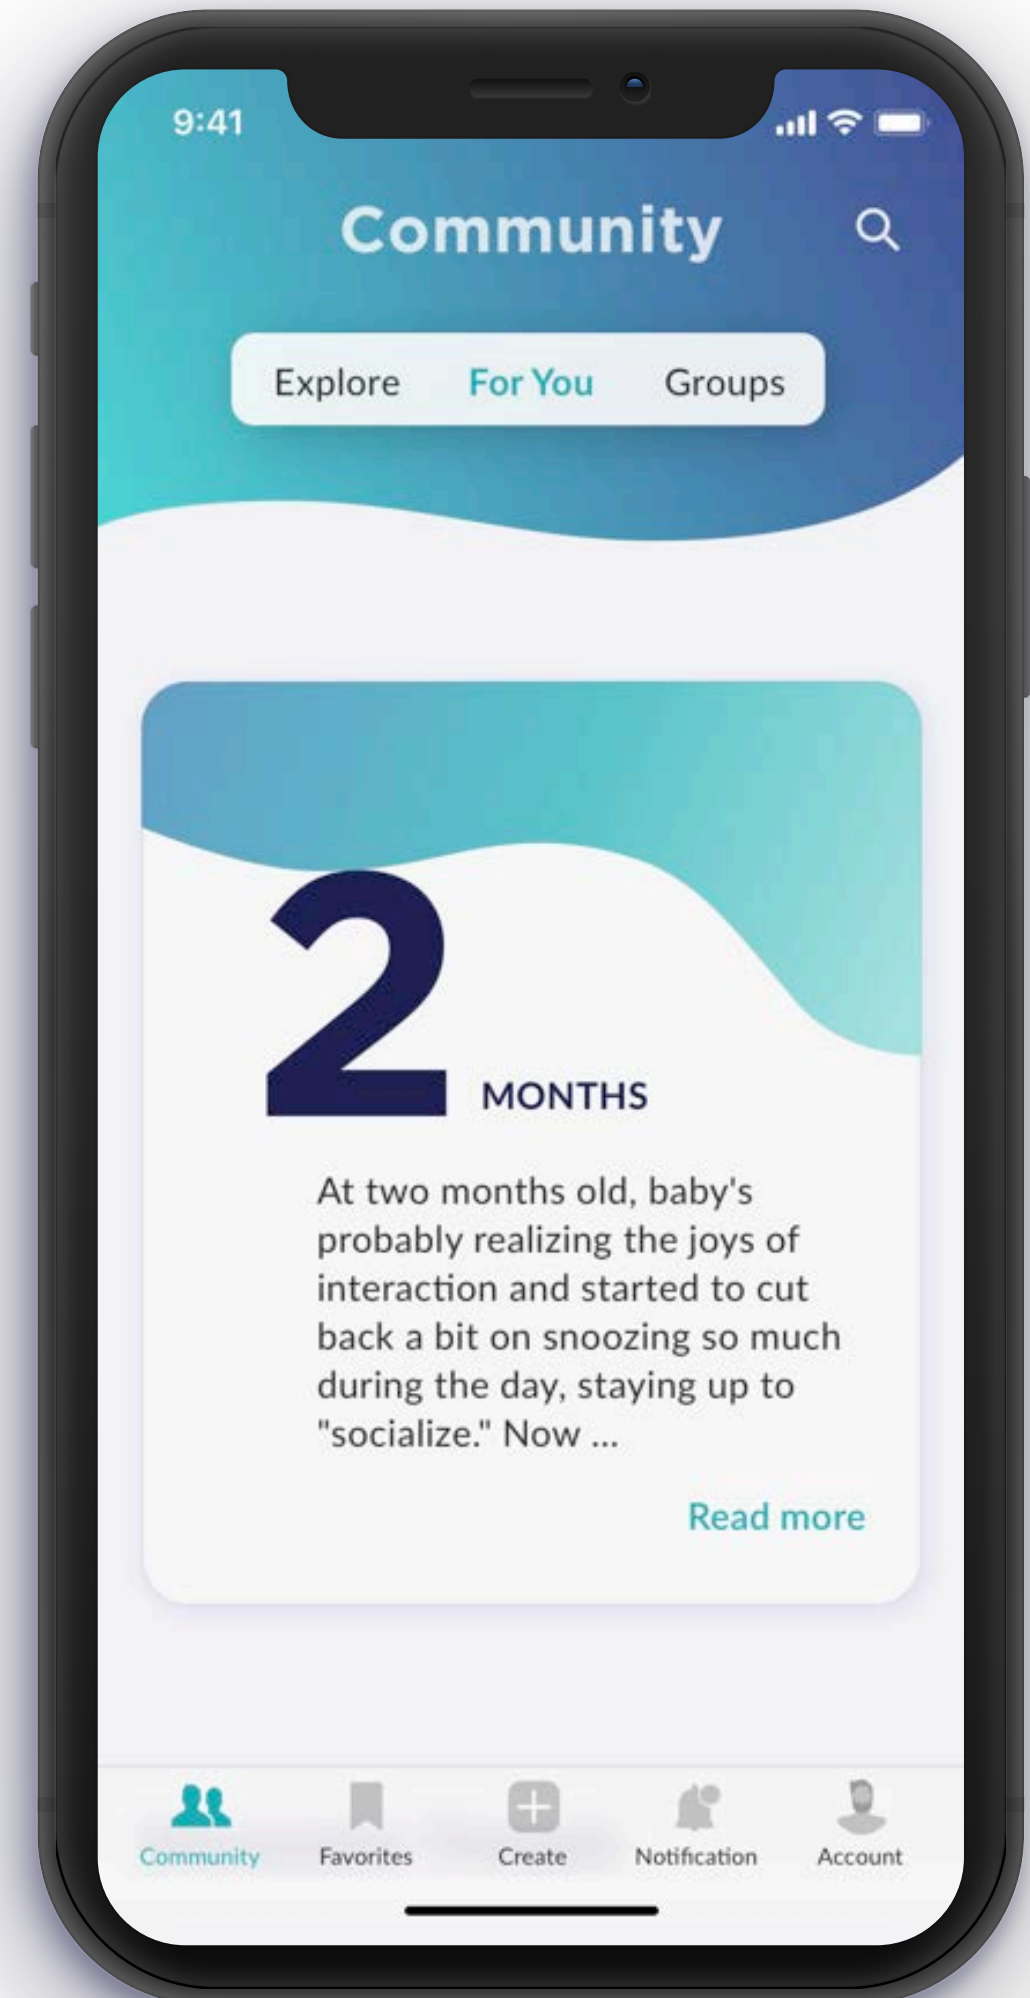 9:41
Community
Explore For You Groups
2 MONTHS
At two months old, baby's
probably realizing the joys of
interaction and started to cut
back a bit on snoozing so much
during the day, staying up to
"socialize." Now ...
Read more
Community Favorites Create Notification Account